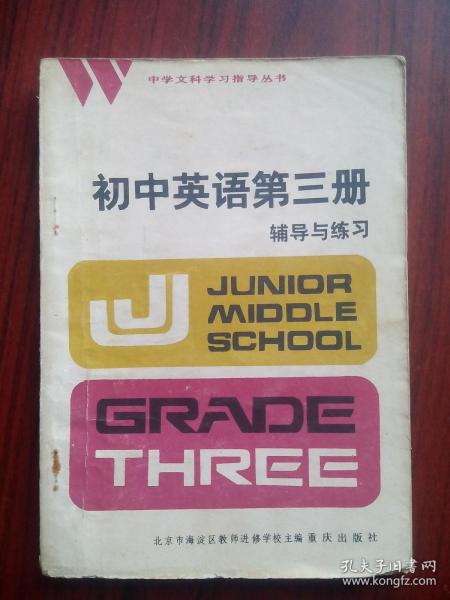 中学文科学习指导丛书
初中英语第三册
辅导与练习
JUNIOR
MIDDLE
SCHOOL
GRADE
THREE
北京市海淀区教师进修学校主编 重庆出版社
孔夫子旧书网
www.kongfz.com